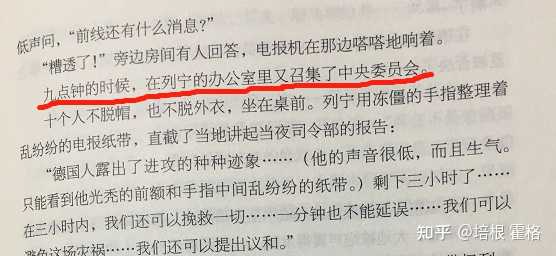 低声问，“前线还有什么消息？”
“糟透了！”旁边房间有人回答，电报机在那边嗒嗒地响着。
九点钟的时候，在列宁的办公室里又召集了中央委员会。
十个人不脱帽，也不脱外衣，坐在桌前。列宁用冻僵的手指整理着
乱纷纷的电报纸带，直截了当地讲起当夜司令部的报告：
“德国人露出了进攻的种种迹象……（他的声音很低，而且生气。
只能看到他光秃的前额和手指中间乱纷纷的纸带。）剩下三小时了……
在三小时内，我们还可以挽救一切……一分钟也不能延误……我们可以
避免这场灾祸……我们还可以提出议和。”
知乎 @培根 霍格